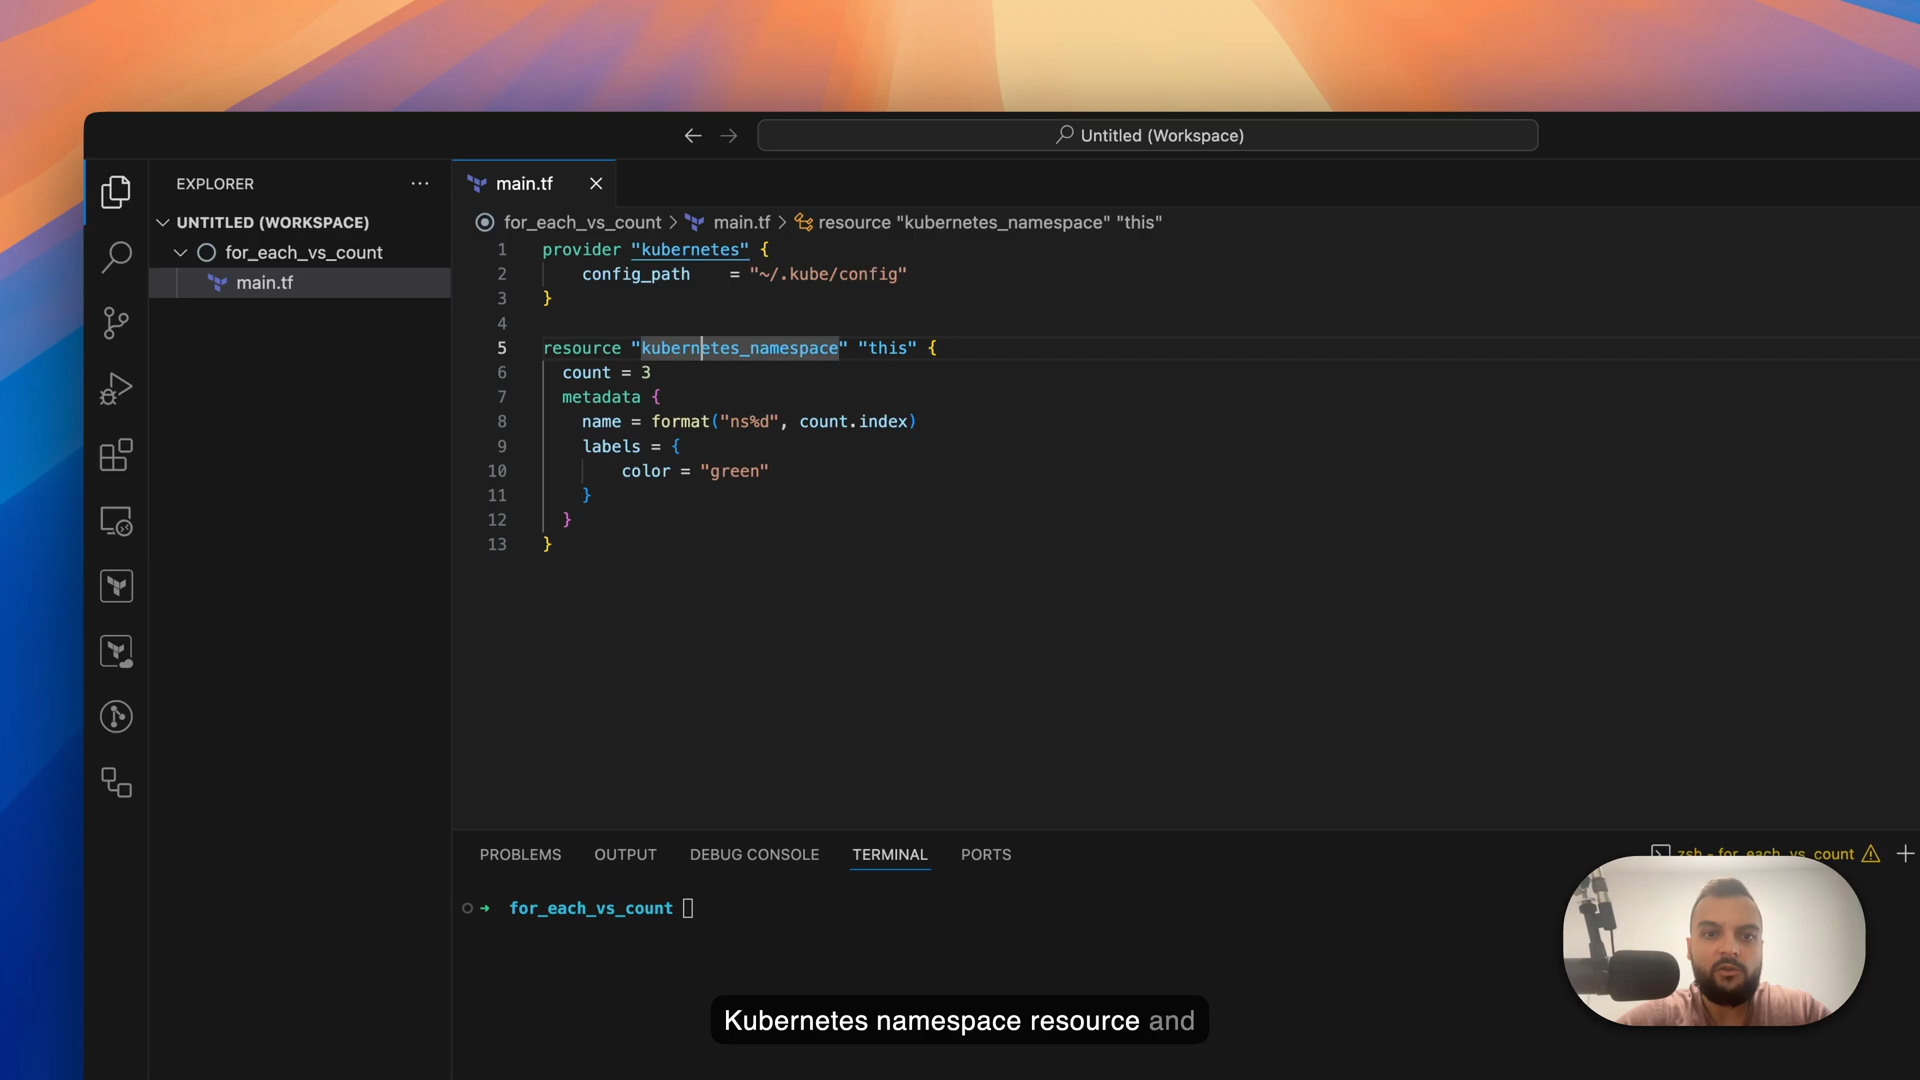 Untitled (Workspace)
EXPLORER
main.tf
UNTITLED (WORKSPACE)
for_each_vs_count
main.tf
for_each_vs_count > main.tf > resource "kubernetes_namespace" "this"
1 provider "kubernetes" {
2 config_path = "~/.kube/config"
3 }
4
5 resource "kubernetes_namespace" "this" {
6 count = 3
7 metadata {
8 name = format("ns%d", count.index)
9 labels = {
10 color = "green"
11 }
12 }
13 }
PROBLEMS OUTPUT DEBUG CONSOLE TERMINAL PORTS
zsh - for_each_vs_count
for_each_vs_count
Kubernetes namespace resource and